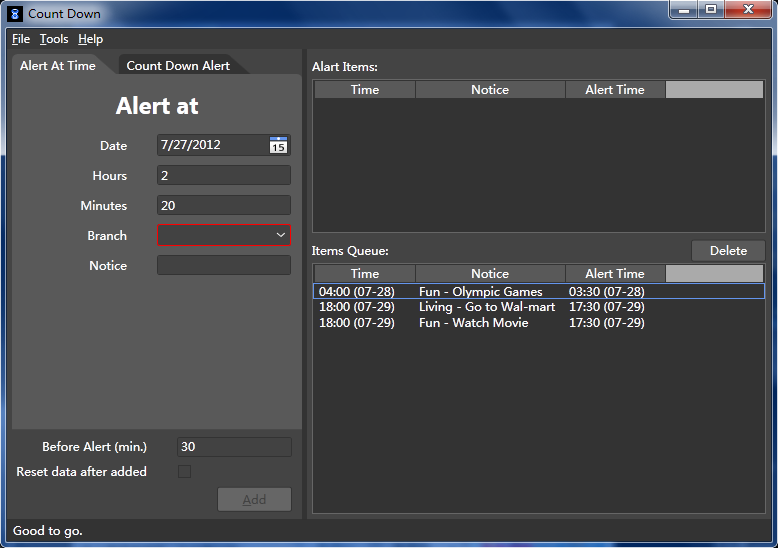 Count Down
File Tools Help
Alert At Time
Count Down Alert
Alert at
Date 7/27/2012 15
Hours 2
Minutes 20
Branch
Notice
Before Alert (min.) 30
Reset data after added
Add
Alart Items:
Time Notice Alert Time
Items Queue:
Delete
Time Notice Alert Time
04:00 (07-28) Fun - Olympic Games 03:30 (07-28)
18:00 (07-29) Living - Go to Wal-mart 17:30 (07-29)
18:00 (07-29) Fun - Watch Movie 17:30 (07-29)
Good to go.